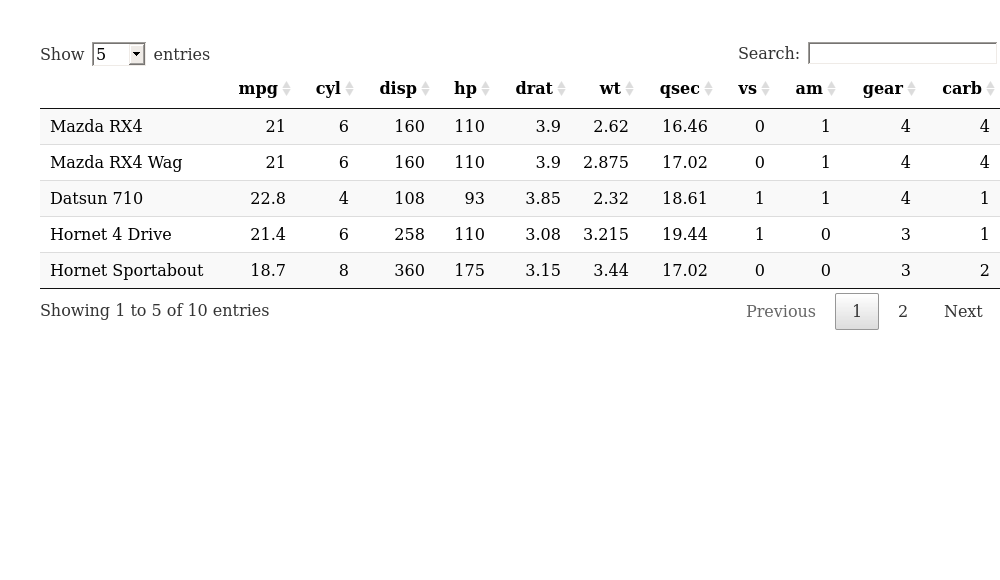 Show 5 entries Search:
mpg cyl disp hp drat wt qsec vs am gear carb
Mazda RX4 21 6 160 110 3.9 2.62 16.46 0 1 4 4
Mazda RX4 Wag 21 6 160 110 3.9 2.875 17.02 0 1 4 4
Datsun 710 22.8 4 108 93 3.85 2.32 18.61 1 1 4 1
Hornet 4 Drive 21.4 6 258 110 3.08 3.215 19.44 1 0 3 1
Hornet Sportabout 18.7 8 360 175 3.15 3.44 17.02 0 0 3 2
Showing 1 to 5 of 10 entries Previous 1 2 Next